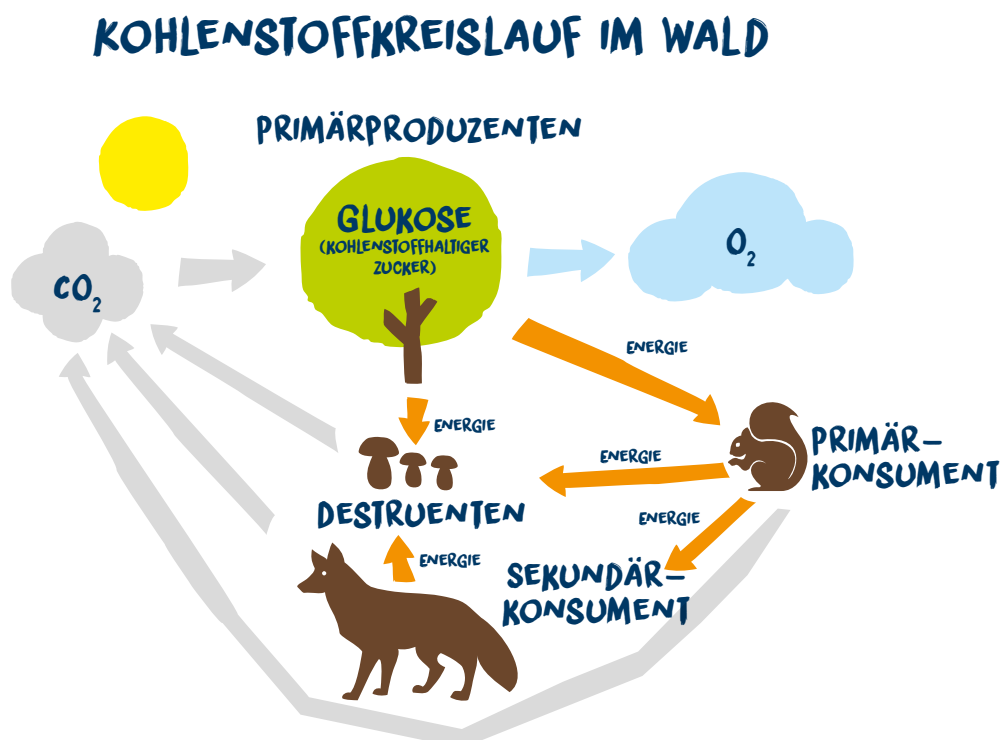 KOHLENSTOFFKREISLAUF IM WALD
PRIMÄRPRODUZENTEN
GLUKOSE
(KOHLENSTOFFHALTIGER
ZUCKER)
O₂
CO₂
ENERGIE
ENERGIE
PRIMÄR-
KONSUMENT
ENERGIE
DESTRUENTEN
ENERGIE
ENERGIE
SEKUNDÄR-
KONSUMENT